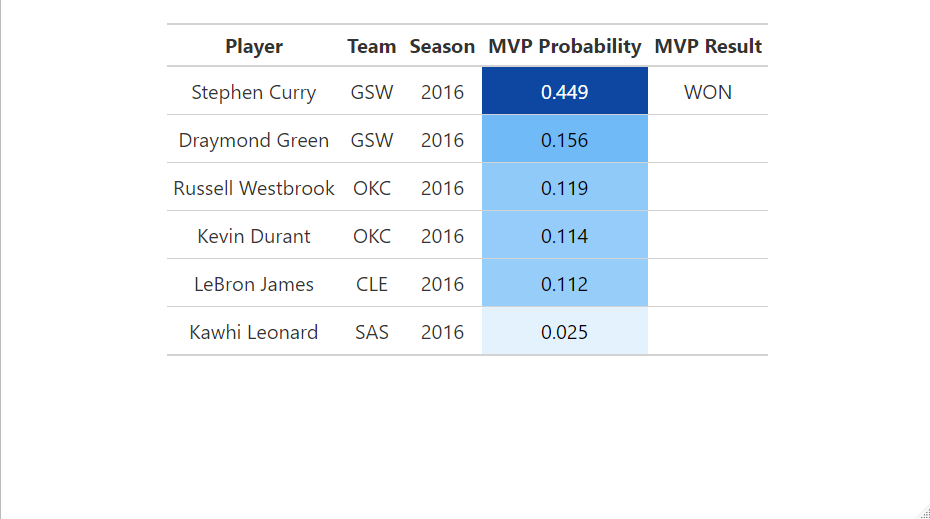 Player Team Season MVP Probability MVP Result
Stephen Curry GSW 2016 0.449 WON
Draymond Green GSW 2016 0.156
Russell Westbrook OKC 2016 0.119
Kevin Durant OKC 2016 0.114
LeBron James CLE 2016 0.112
Kawhi Leonard SAS 2016 0.025